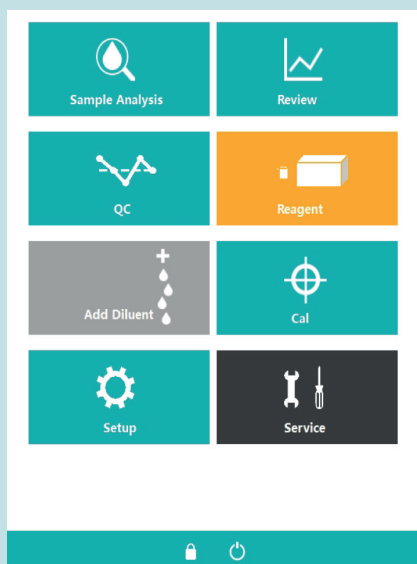 Sample Analysis
Review
QC
Reagent
Add Diluent
Cal
Setup
Service